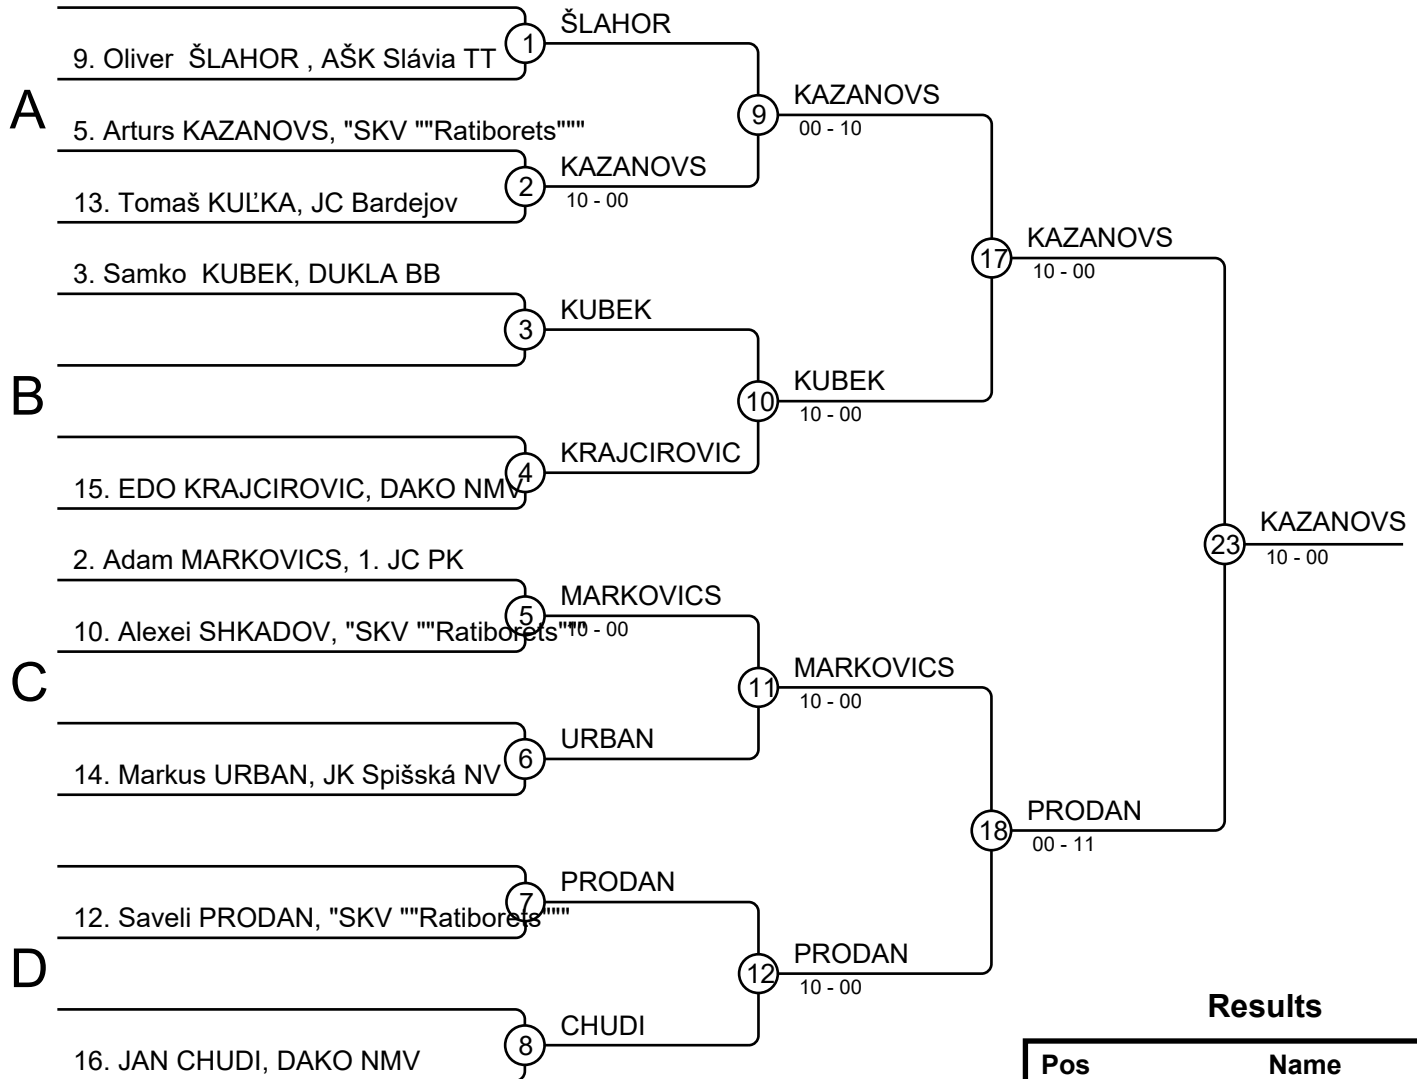 A
9. Oliver  ŠLAHOR , AŠK Slávia TT
1
ŠLAHOR
5. Arturs KAZANOVS, "SKV ""Ratiborets"""
13. Tomaš KUĽKA, JC Bardejov
2
KAZANOVS
10 - 00
9
KAZANOVS
00 - 10
B
3. Samko  KUBEK, DUKLA BB
3
KUBEK
15. EDO KRAJCIROVIC, DAKO NMV
4
KRAJCIROVIC
10
KUBEK
10 - 00
17
KAZANOVS
10 - 00
C
2. Adam MARKOVICS, 1. JC PK
10. Alexei SHKADOV, "SKV ""Ratiborets"""
5
MARKOVICS
10 - 00
14. Markus URBAN, JK Spišská NV
6
URBAN
11
MARKOVICS
10 - 00
D
12. Saveli PRODAN, "SKV ""Ratiborets"""
7
PRODAN
16. JAN CHUDI, DAKO NMV
8
CHUDI
12
PRODAN
10 - 00
18
PRODAN
00 - 11
23
KAZANOVS
10 - 00
Results
Pos Name